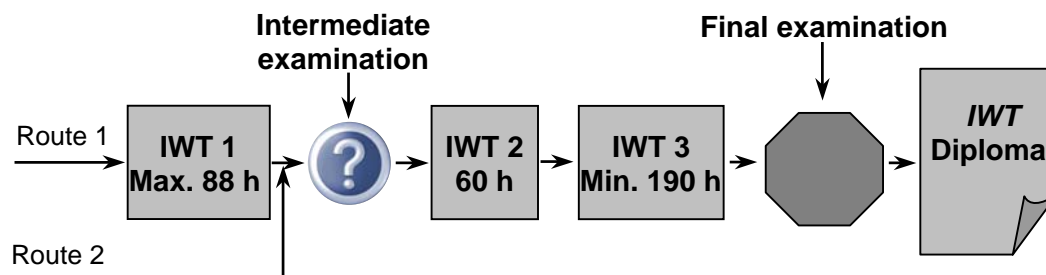 Intermediate
examination
Final examination
Route 1
IWT 1
Max. 88 h
?
IWT 2
60 h
IWT 3
Min. 190 h
IWT
Diploma
Route 2